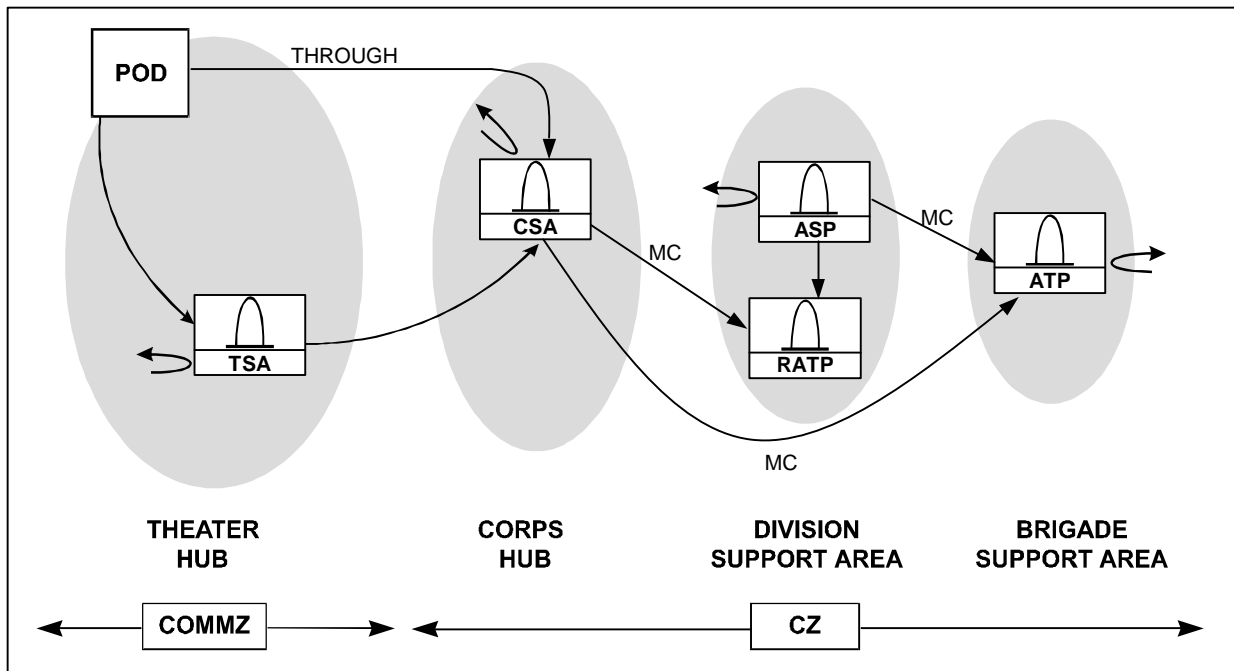 POD
THROUGH
CSA
MC
ASP
MC
ATP
TSA
RATP
MC
THEATER
HUB
CORPS
HUB
DIVISION
SUPPORT AREA
BRIGADE
SUPPORT AREA
COMMZ
CZ